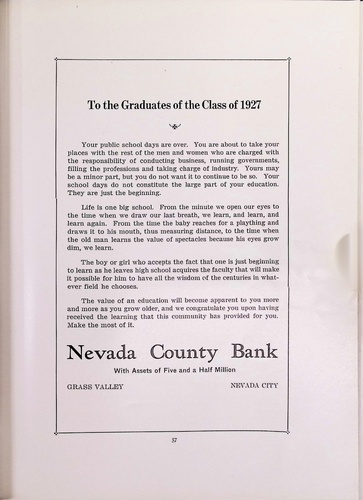 To the Graduates of the Class of 1927
Your public school days are over. You are about to take your
places with the rest of the men and women who are charged with
the responsibility of conducting business, running governments,
filling the professions and taking charge of industry. Yours may
be a minor part, but you do not want it to continue to be so. Your
school days do not constitute the large part of your education.
They are just the beginning.
Life is one big school. From the minute we open our eyes to
the time when we draw our last breath, we learn, and learn, and
learn again. From the time the baby reaches for a plaything and
draws it to his mouth, thus measuring distance, to the time when
the old man learns the value of spectacles because his eyes grow
dim, we learn.
The boy or girl who accepts the fact that one is just beginning
to learn as he leaves high school acquires the faculty that will make
it possible for him to have all the wisdom of the centuries in what-
ever field he chooses.
The value of an education will become apparent to you more
and more as you grow older, and we congratulate you upon having
received the learning that this community has provided for you.
Make the most of it.
Nevada County Bank
With Assets of Five and a Half Million
GRASS VALLEY NEVADA CITY
57